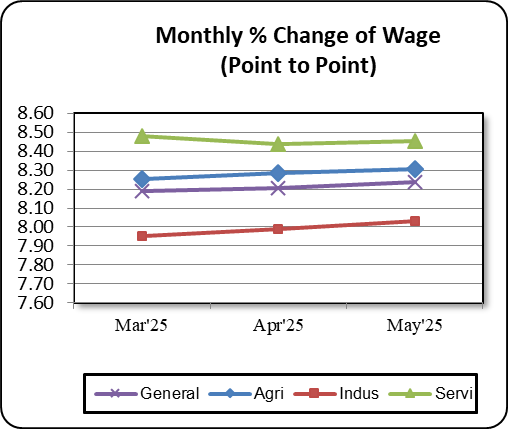 Monthly % Change of Wage
(Point to Point)
8.60
8.50
8.40
8.30
8.20
8.10
8.00
7.90
7.80
7.70
7.60
Mar'25 Apr'25 May'25
General Agri Indus Servi